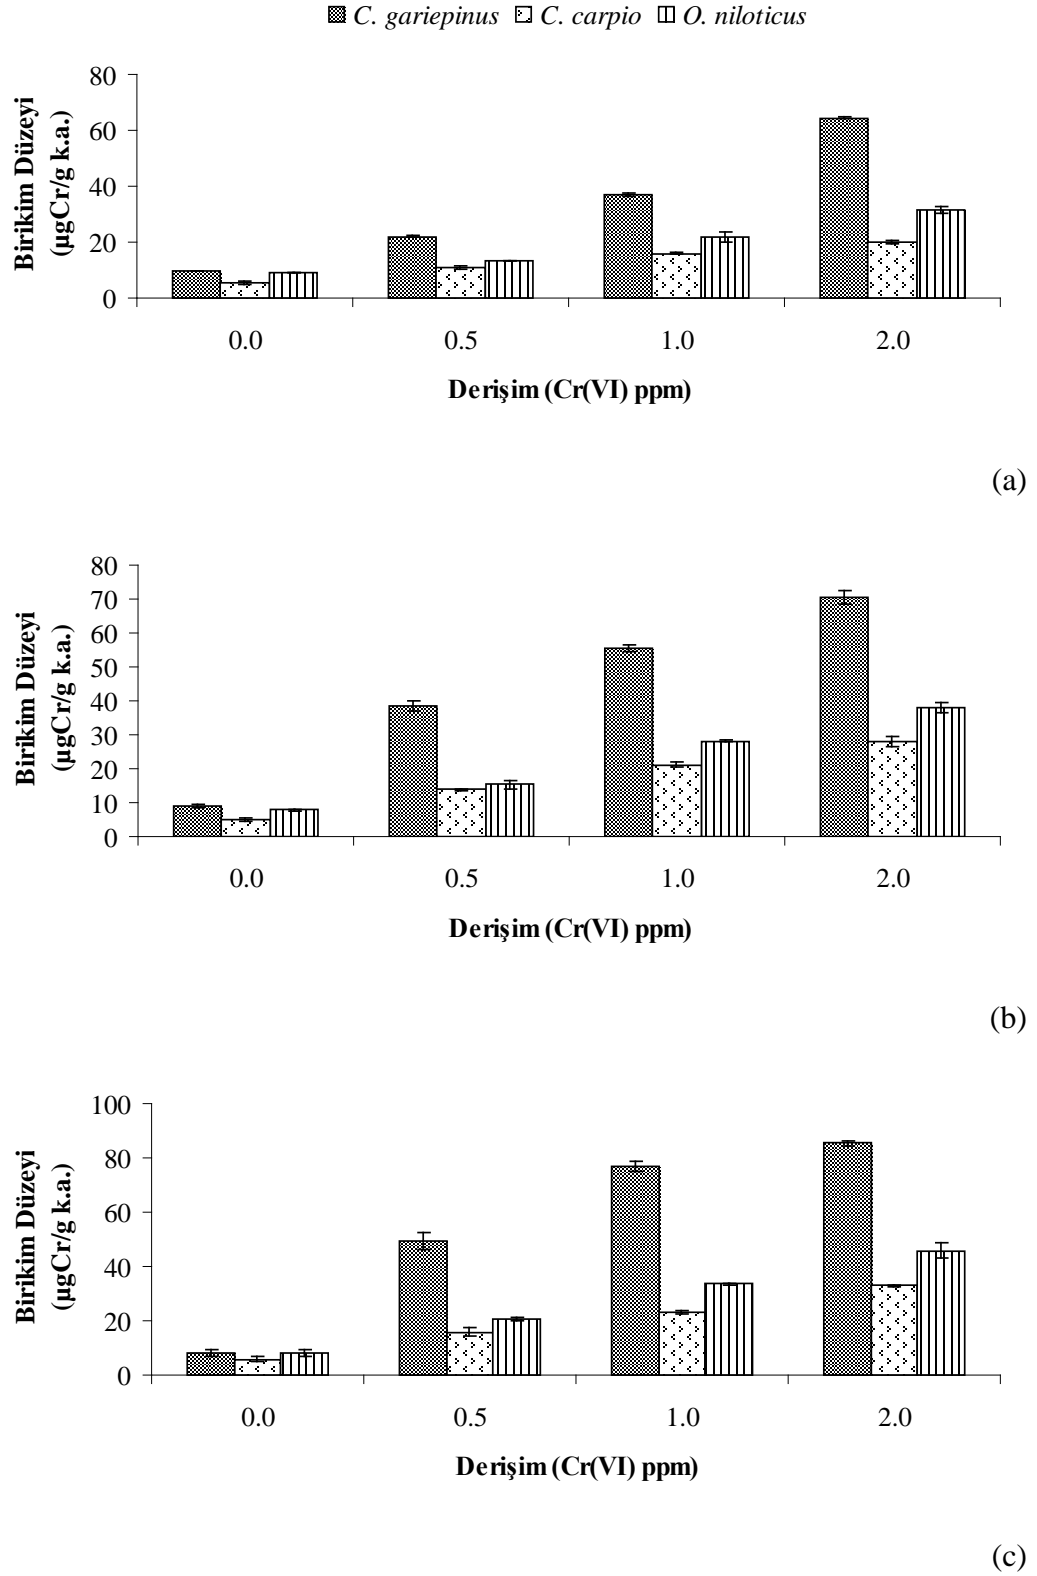 C. gariepinus C. carpio O. niloticus
80
60
40
20
0
Birikim Düzeyi
(µgCr/g k.a.)
0.0 0.5 1.0 2.0
Derişim (Cr(VI) ppm)
(a)
80
70
60
50
40
30
20
10
0
Birikim Düzeyi
(µgCr/g k.a.)
0.0 0.5 1.0 2.0
Derişim (Cr(VI) ppm)
(b)
100
80
60
40
20
0
Birikim Düzeyi
(µgCr/g k.a.)
0.0 0.5 1.0 2.0
Derişim (Cr(VI) ppm)
(c)